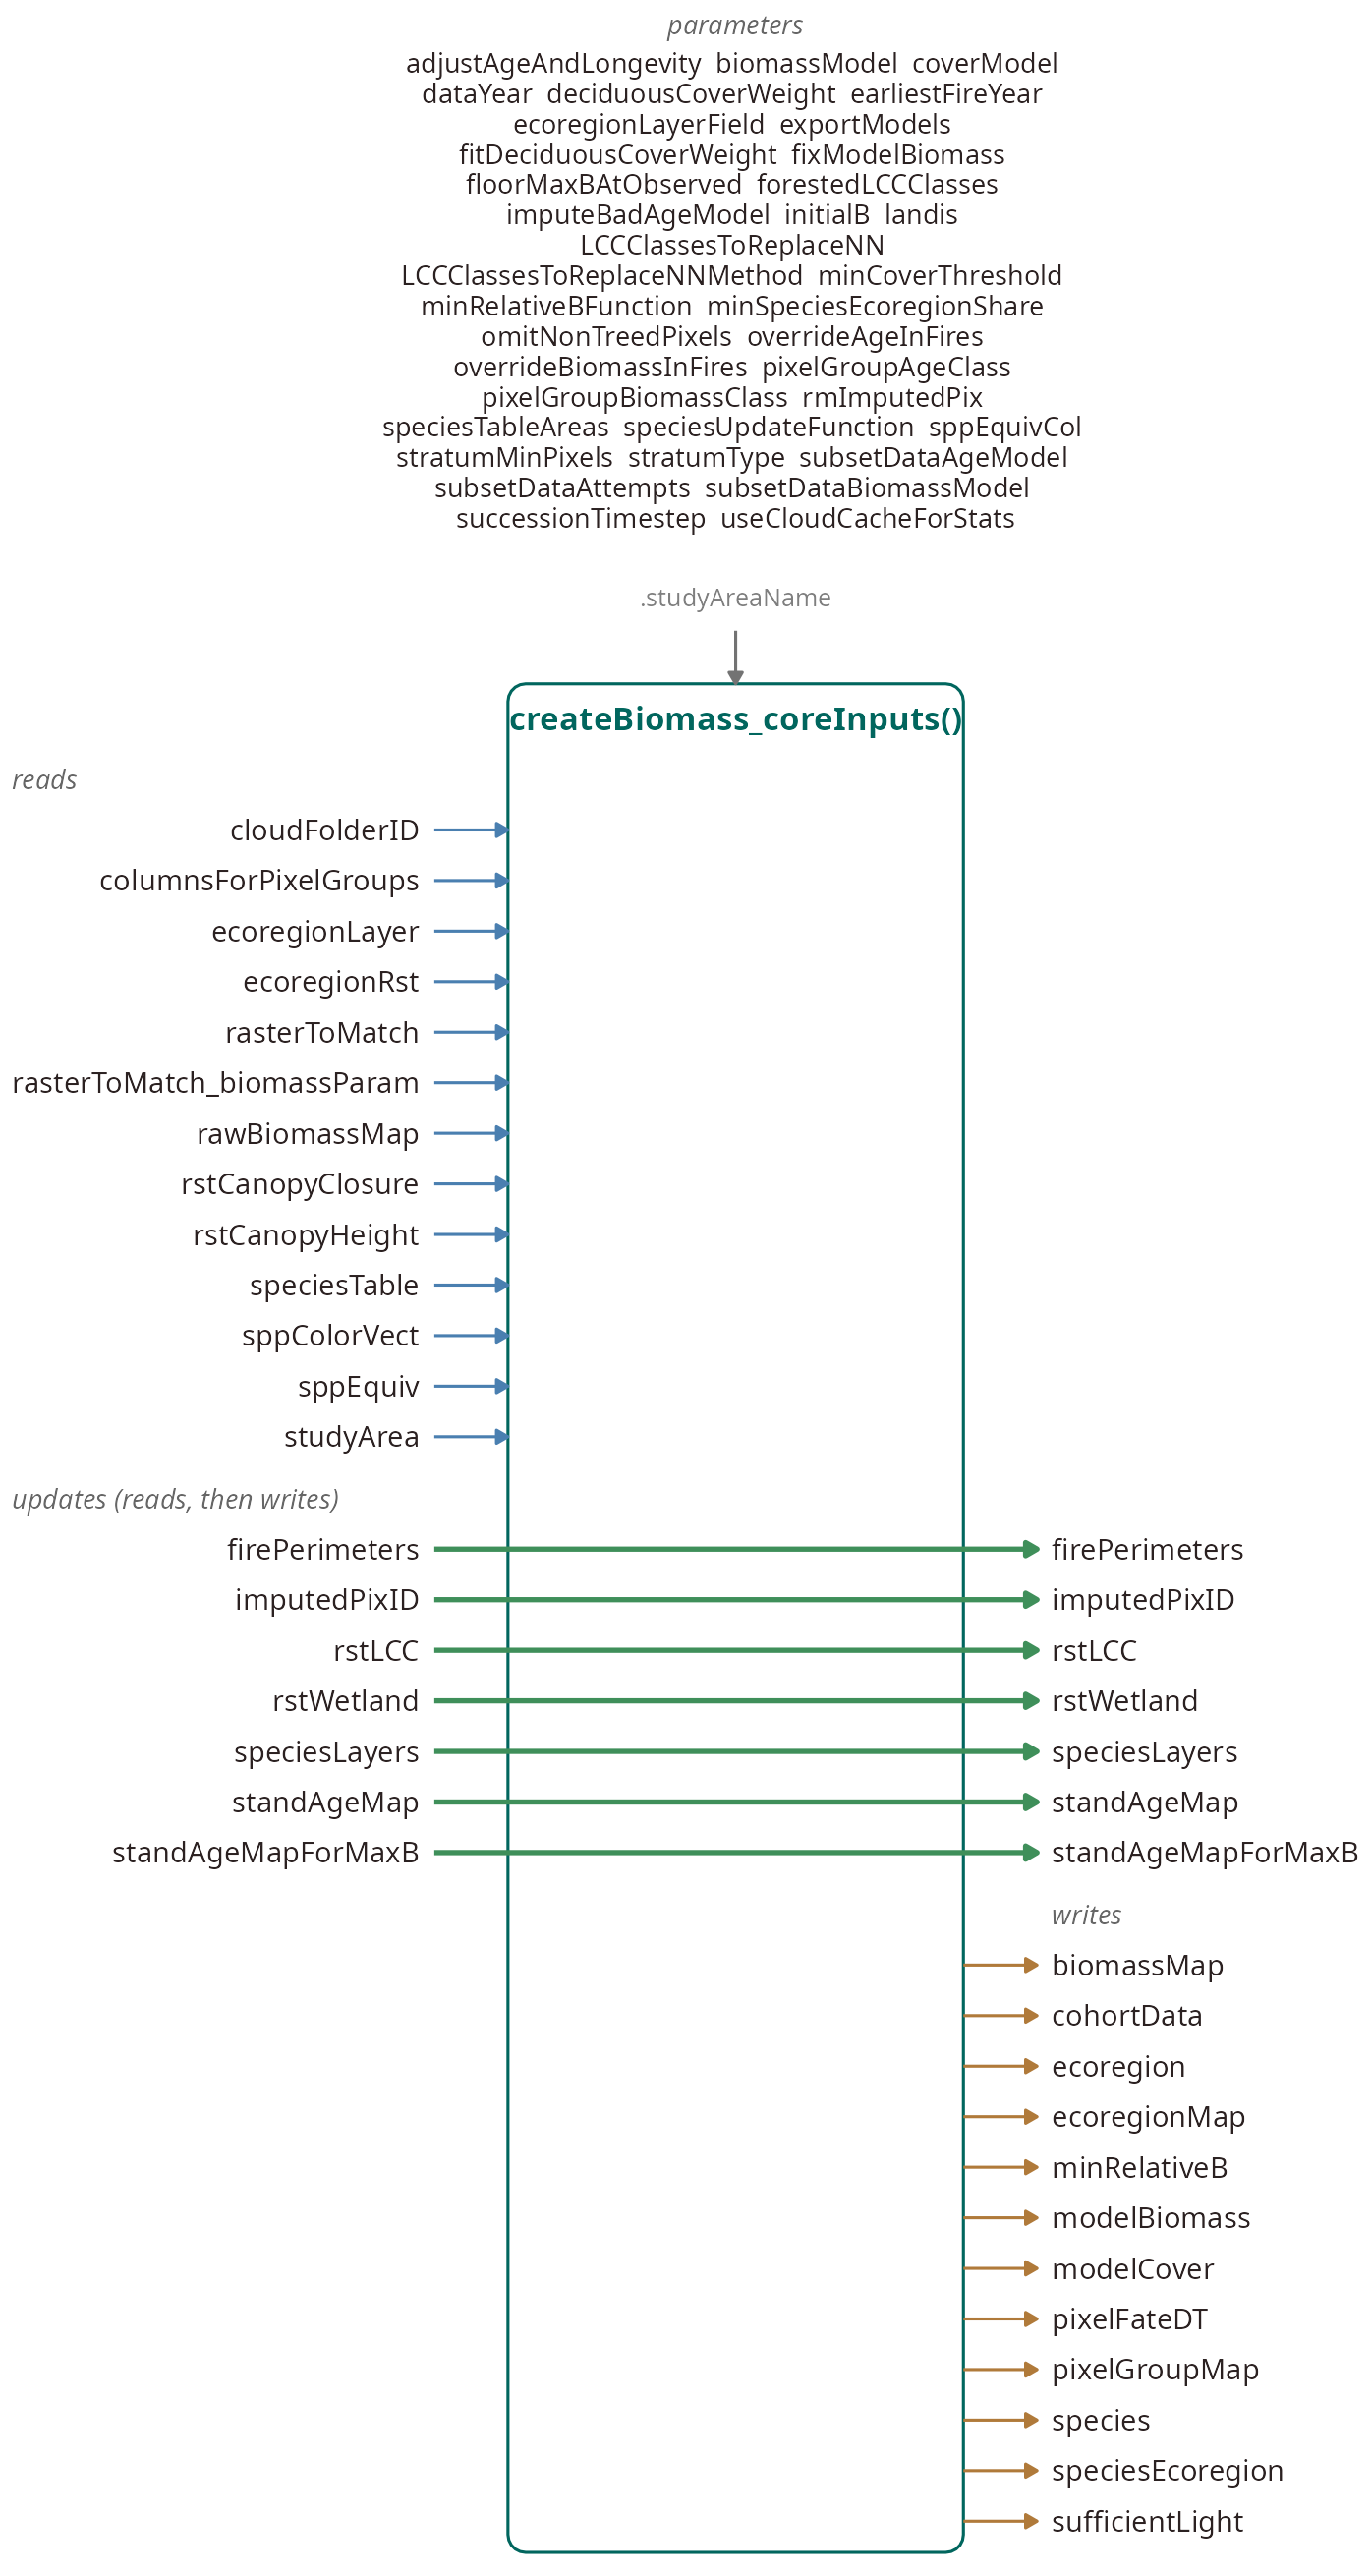 parameters
adjustAgeAndLongevity biomassModel coverModel
dataYear deciduousCoverWeight earliestFireYear
ecoregionLayerField exportModels
fitDeciduousCoverWeight fixModelBiomass
floorMaxBAtObserved forestedLCCClasses
imputeBadAgeModel initialB landis
LCCClassesToReplaceNN
LCCClassesToReplaceNNMethod minCoverThreshold
minRelativeBFunction minSpeciesEcoregionShare
omitNonTreedPixels overrideAgeInFires
overrideBiomassInFires pixelGroupAgeClass
pixelGroupBiomassClass rmImputedPix
speciesTableAreas speciesUpdateFunction sppEquivCol
stratumMinPixels stratumType subsetDataAgeModel
subsetDataAttempts subsetDataBiomassModel
successionTimestep useCloudCacheForStats
.studyAreaName
createBiomass_coreInputs()
reads
cloudFolderID
columnsForPixelGroups
ecoregionLayer
ecoregionRst
rasterToMatch
rasterToMatch_biomassParam
rawBiomassMap
rstCanopyClosure
rstCanopyHeight
speciesTable
sppColorVect
sppEquiv
studyArea
updates (reads, then writes)
firePerimeters firePerimeters
imputedPixID imputedPixID
rstLCC rstLCC
rstWetland rstWetland
speciesLayers speciesLayers
standAgeMap standAgeMap
standAgeMapForMaxB standAgeMapForMaxB
writes
biomassMap
cohortData
ecoregion
ecoregionMap
minRelativeB
modelBiomass
modelCover
pixelFateDT
pixelGroupMap
species
speciesEcoregion
sufficientLight